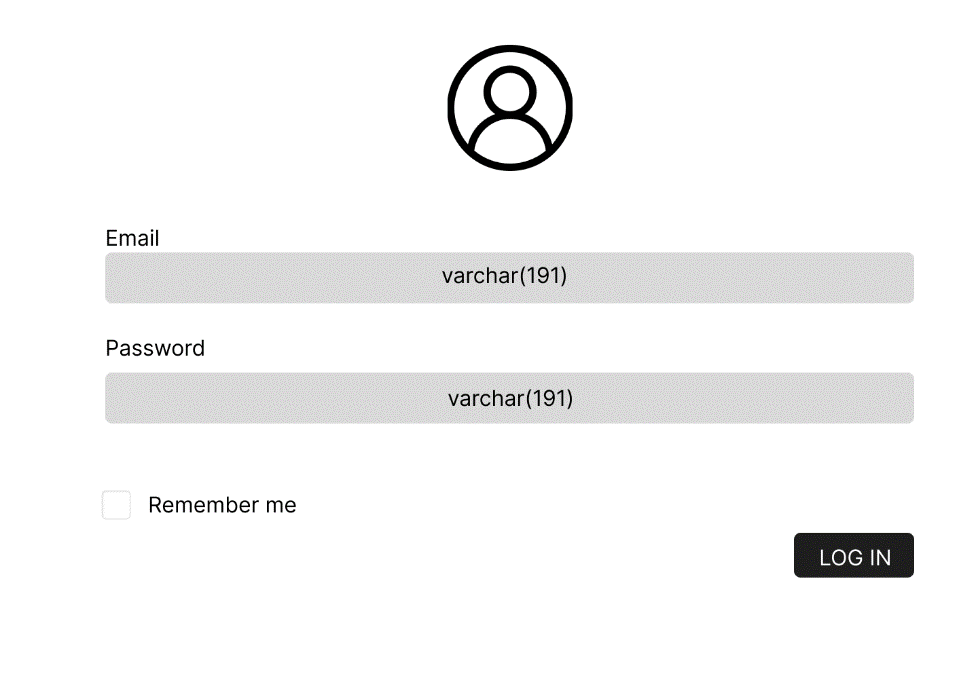 Email
varchar(191)
Password
varchar(191)
Remember me
LOG IN